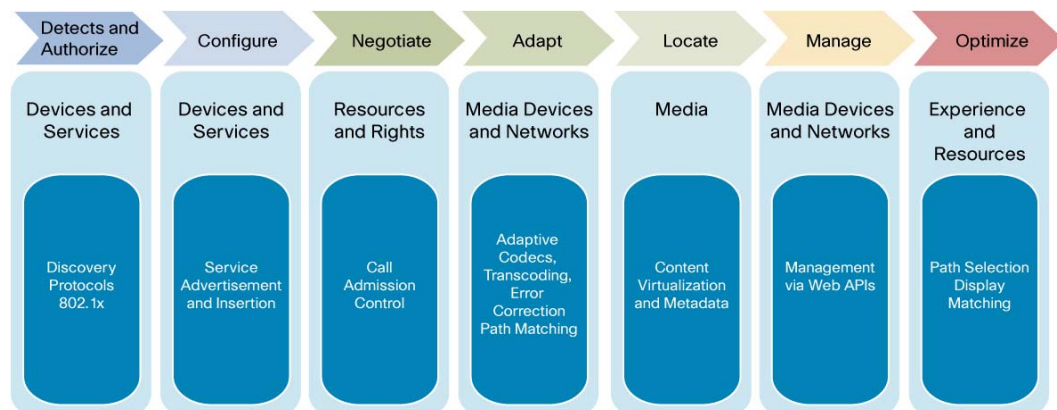 Detects and
Authorize
Configure
Negotiate
Adapt
Locate
Manage
Optimize
Devices and
Services
Devices and
Services
Resources
and Rights
Media Devices
and Networks
Media
Media Devices
and Networks
Experience
and
Resources
Discovery
Protocols
802.1x
Service
Advertisement
and Insertion
Call
Admission
Control
Adaptive
Codecs,
Transcoding,
Error
Correction
Path Matching
Content
Virtualization
and Metadata
Management
via Web APIs
Path Selection
Display
Matching